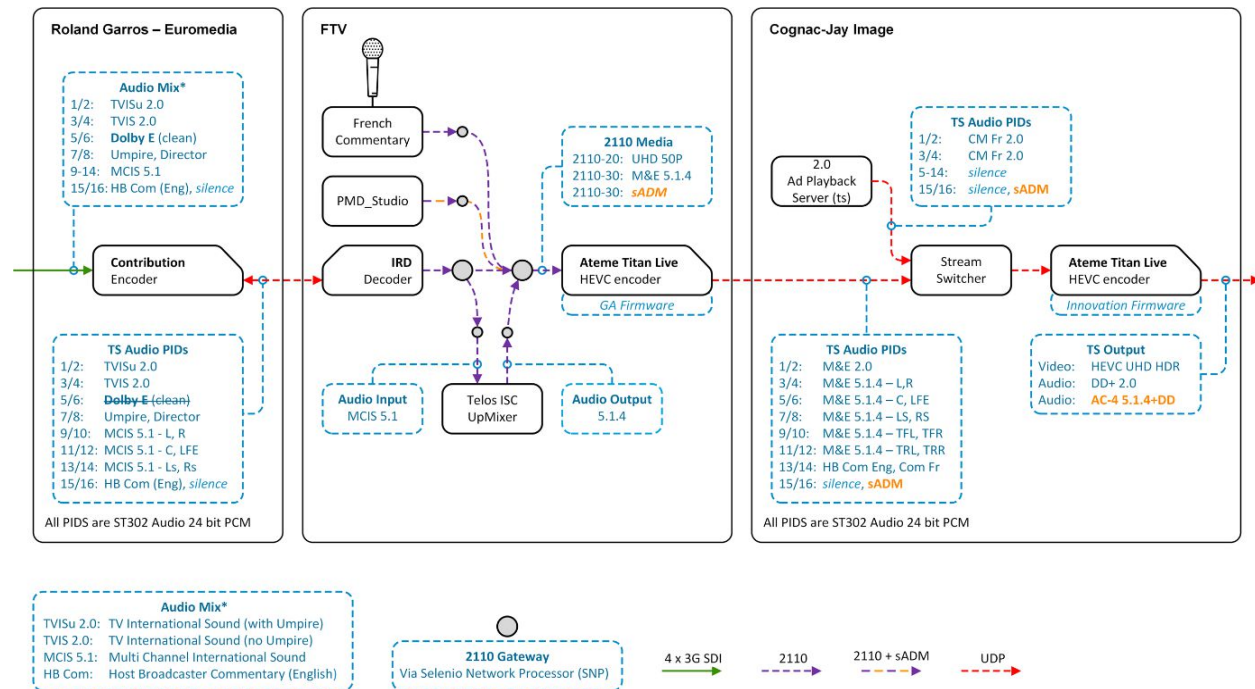 Roland Garros – Euromedia
Audio Mix*
1/2: TVISu 2.0
3/4: TVIS 2.0
5/6: Dolby E (clean)
7/8: Umpire, Director
9-14: MCIS 5.1
15/16: HB Com (Eng), silence
Contribution
Encoder
TS Audio PIDs
1/2: TVISu 2.0
3/4: TVIS 2.0
5/6: Dolby E (clean)
7/8: Umpire, Director
9/10: MCIS 5.1 - L, R
11/12: MCIS 5.1 - C, LFE
13/14: MCIS 5.1 - Ls, Rs
15/16: HB Com (Eng), silence
All PIDS are ST302 Audio 24 bit PCM
FTV
French
Commentary
PMD_Studio
IRD
Decoder
2110 Media
2110-20: UHD 50P
2110-30: M&E 5.1.4
2110-30: sADM
Ateme Titan Live
HEVC encoder
GA Firmware
Audio Input
MCIS 5.1
Telos ISC
UpMixer
Audio Output
5.1.4
Cognac-Jay Image
2.0
Ad Playback
Server (ts)
TS Audio PIDs
1/2: CM Fr 2.0
3/4: CM Fr 2.0
5-14: silence
15/16: silence, sADM
Stream
Switcher
Ateme Titan Live
HEVC encoder
Innovation Firmware
TS Audio PIDs
1/2: M&E 2.0
3/4: M&E 5.1.4 – L,R
5/6: M&E 5.1.4 – C, LFE
7/8: M&E 5.1.4 – LS, RS
9/10: M&E 5.1.4 – TFL, TFR
11/12: M&E 5.1.4 – TRL, TRR
13/14: HB Com Eng, Com Fr
15/16: silence, sADM
TS Output
Video: HEVC UHD HDR
Audio: DD+ 2.0
Audio: AC-4 5.1.4+DD
All PIDS are ST302 Audio 24 bit PCM
Audio Mix*
TVISu 2.0: TV International Sound (with Umpire)
TVIS 2.0: TV International Sound (no Umpire)
MCIS 5.1: Multi Channel International Sound
HB Com: Host Broadcaster Commentary (English)
2110 Gateway
Via Selenio Network Processor (SNP)
4 x 3G SDI
2110
2110 + sADM
UDP